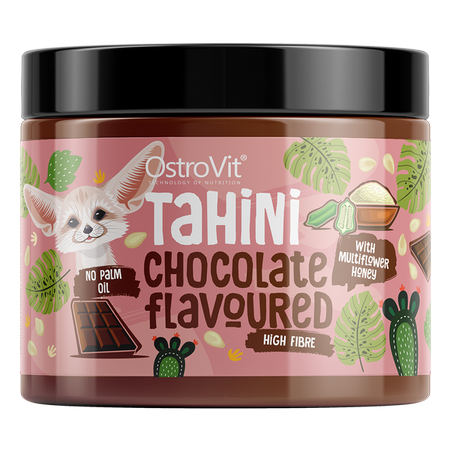 OstroVit®
TECHNOLOGY OF NUTRITION
TAHINI
CHOCOLATE
FLAVOURED
HIGH FIBRE
NO PALM
OIL
WITH
MULTIFLOWER
HONEY